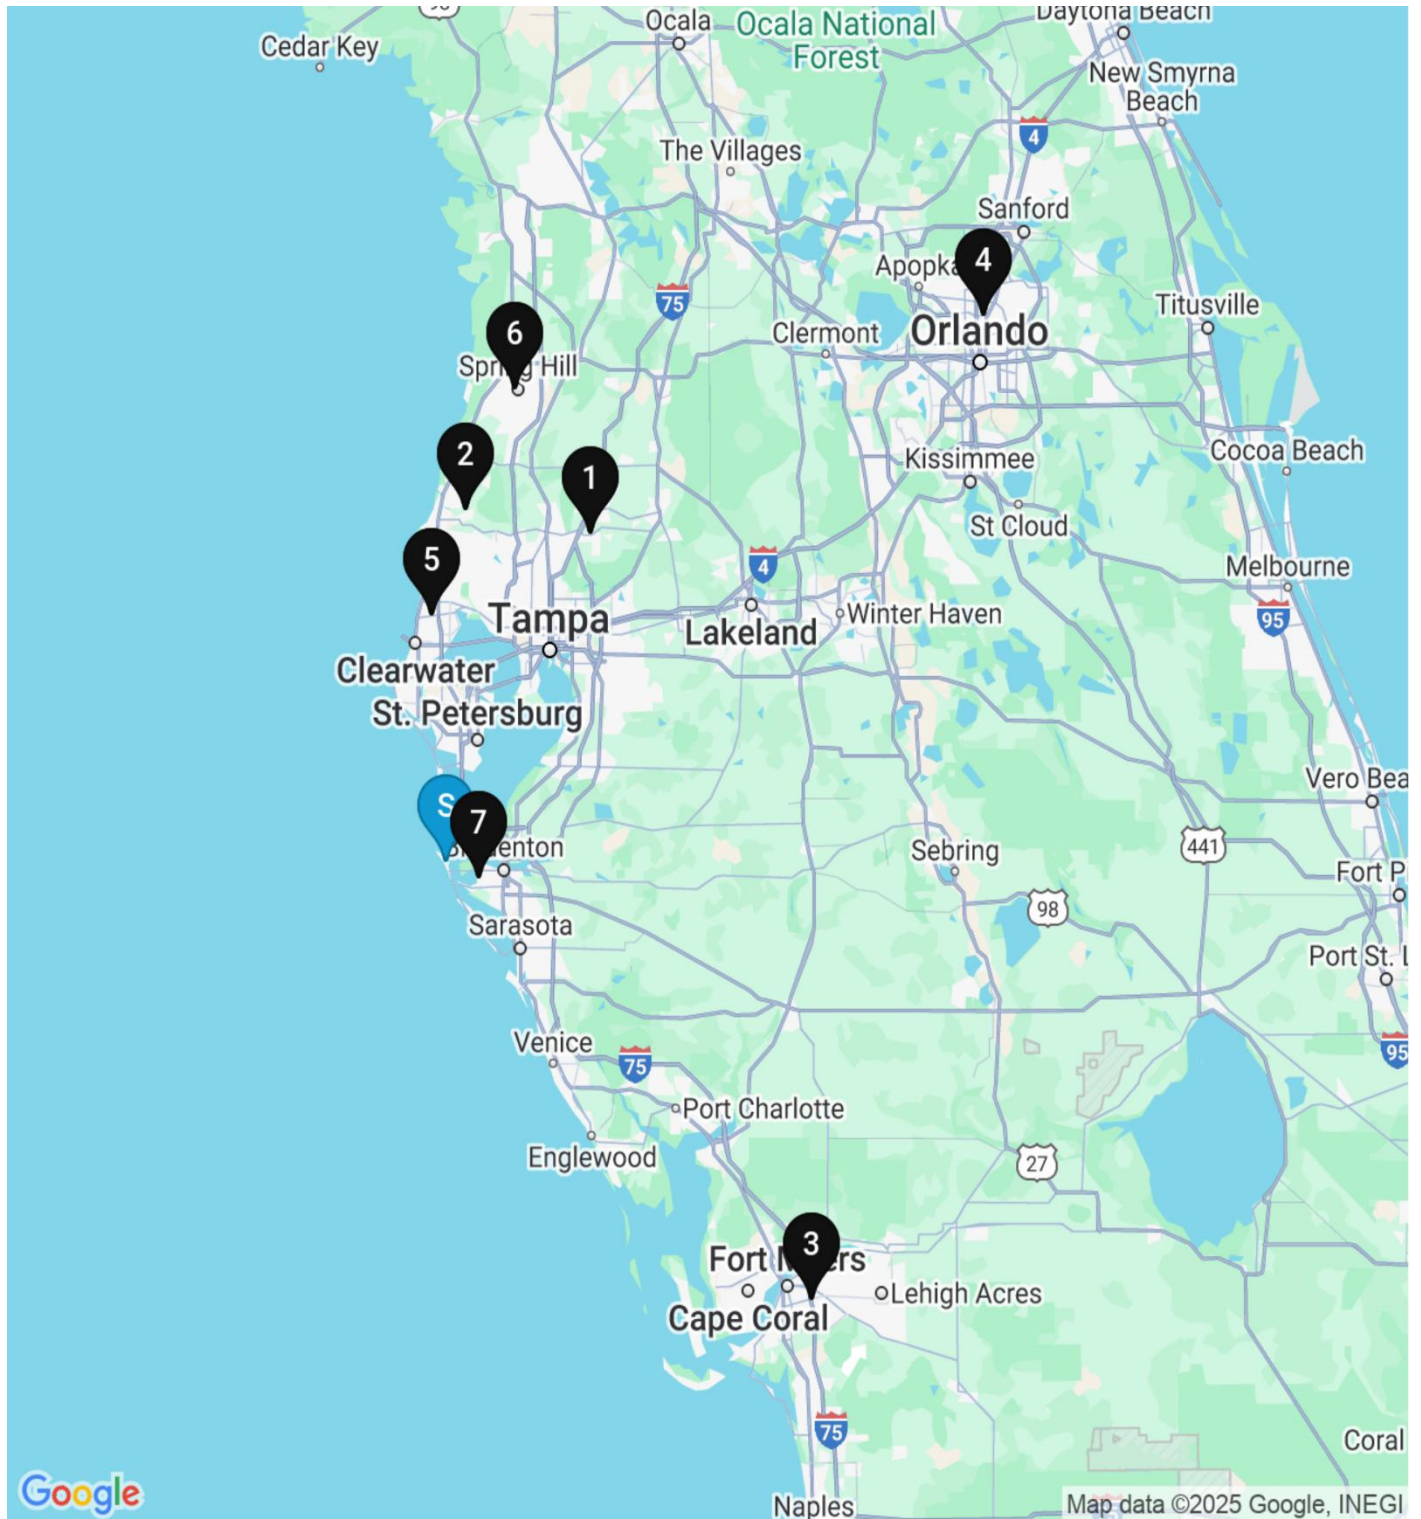 Daytona Beach
Ocala
Ocala National
Forest
Cedar Key
New Smyrna
Beach
4
The Villages
Sanford
4
Apopka
75
Titusville
Orlando
Clermont
6
Spring Hill
Cocoa Beach
2
Kissimmee
1
St Cloud
5
4
Melbourne
Tampa
Winter Haven
95
Lakeland
Clearwater
St. Petersburg
Vero Bea
S
7
441
Sebring
Fort P
98
Sarasota
Port St. L
Venice
75
95
Port Charlotte
Englewood
27
3
Lehigh Acres
Cape Coral
75
Coral
Google
Naples
Map data ©2025 Google, INEGI